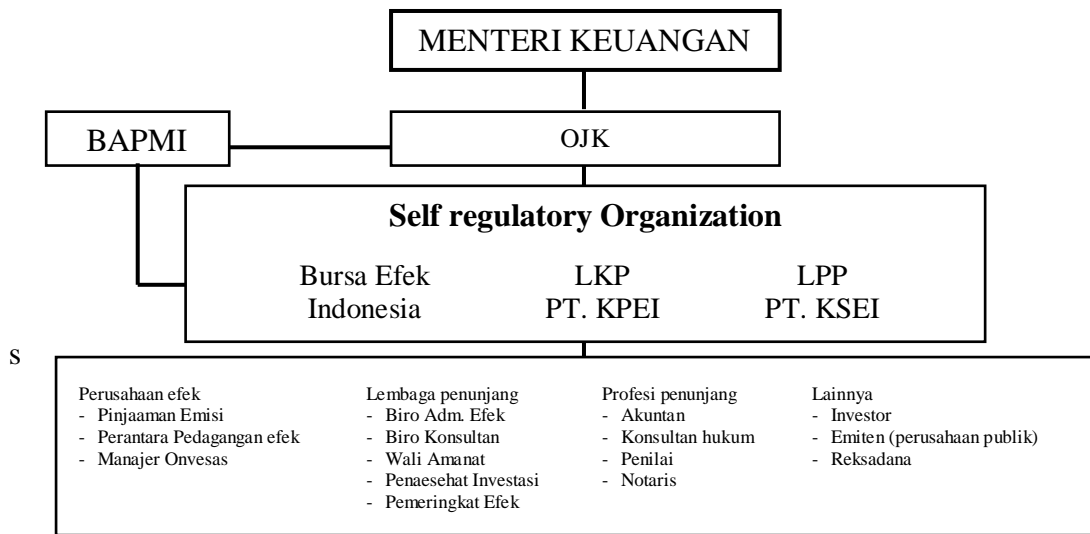 MENTERI KEUANGAN
BAPMI
OJK
Self regulatory Organization
Bursa Efek
Indonesia
LKP
PT. KPEI
LPP
PT. KSEI
s
Perusahaan efek
- Pinjaaman Emisi
- Perantara Pedagangan efek
- Manajer Onvesas
Lembaga penunjang
- Biro Adm. Efek
- Biro Konsultan
- Wali Amanat
- Penaesehat Investasi
- Pemeringkat Efek
Profesi penunjang
- Akuntan
- Konsultan hukum
- Penilai
- Notaris
Lainnya
- Investor
- Emiten (perusahaan publik)
- Reksadana